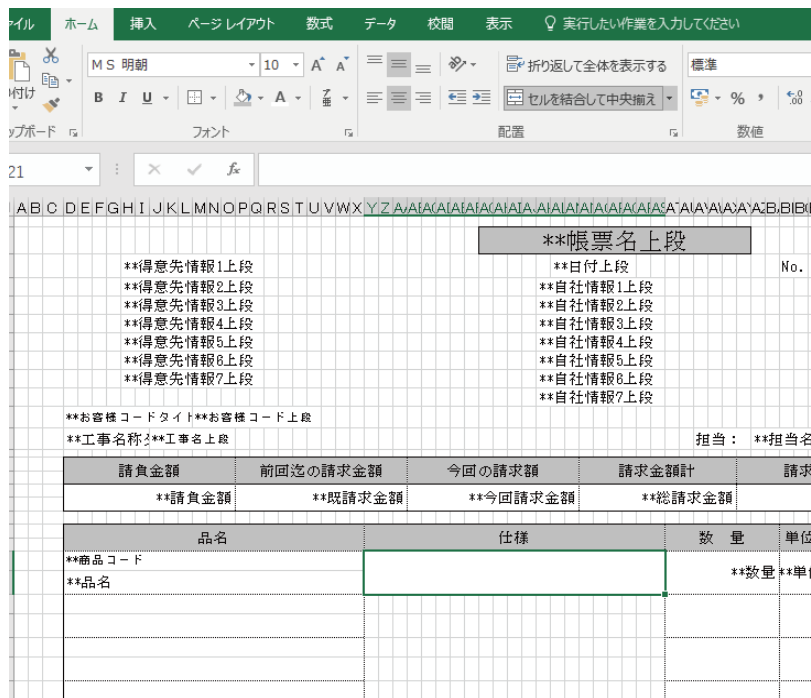 ァイル ホーム 挿入 ページ レイアウト 数式 データ 校閲 表示 実行したい作業を入力してください
ＭＳ 明朝 10 A A 折り返して全体を表示する 標準
付け B I U A セルを結合して中央揃え % , .00
ップボード フォント 配置 数値
21 fx
A B C D E F G H I J K L M N O P Q R S T U V W X Y Z
**帳票名上段
**得意先情報1上段 **日付上段 No.
**得意先情報2上段 **自社情報1上段
**得意先情報3上段 **自社情報2上段
**得意先情報4上段 **自社情報3上段
**得意先情報5上段 **自社情報4上段
**得意先情報6上段 **自社情報5上段
**得意先情報7上段 **自社情報6上段
**自社情報7上段
**お客様コードタイト**お客様コード上段
**工事名称タ**工事名上段 担当： **担当名
請負金額 前回迄の請求金額 今回の請求額 請求金額計 請求
**請負金額 **既請求金額 **今回請求金額 **総請求金額
品名 仕様 数 量 単位
**商品コード
**品名 **数量 **単位